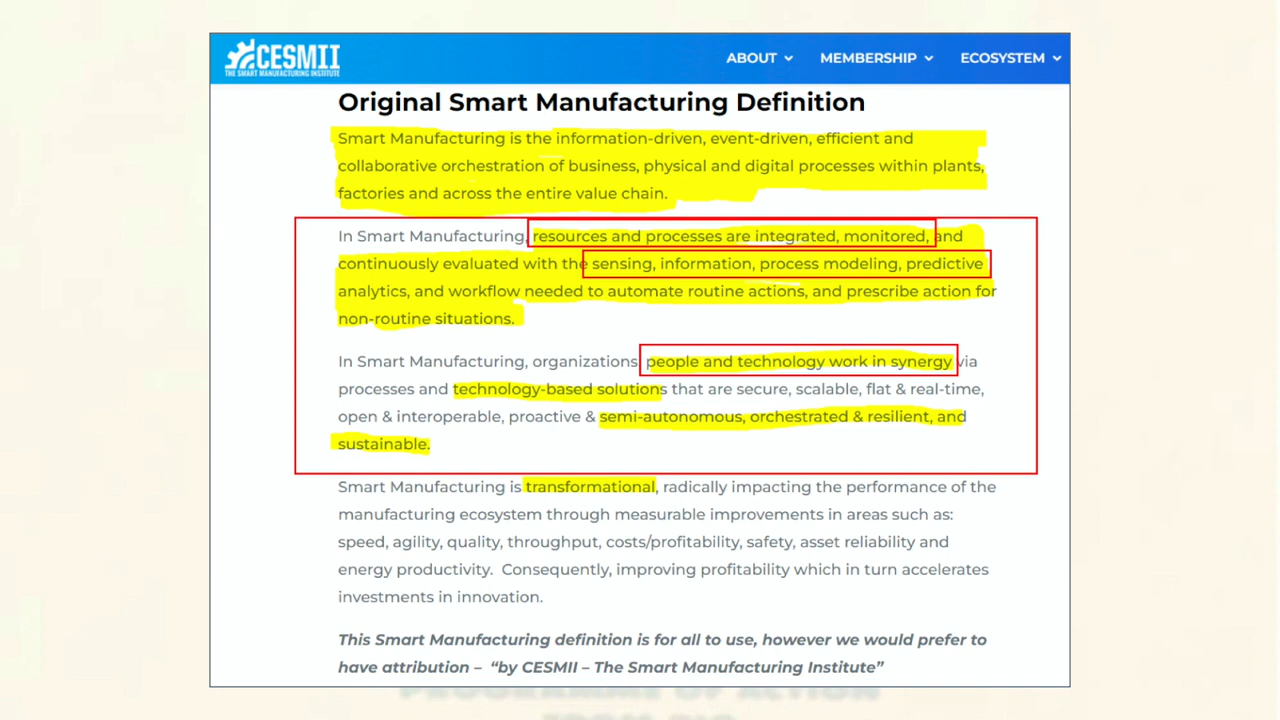 CESMII
THE SMART MANUFACTURING INSTITUTE
ABOUT MEMBERSHIP ECOSYSTEM
Original Smart Manufacturing Definition
Smart Manufacturing is the information-driven, event-driven, efficient and
collaborative orchestration of business, physical and digital processes within plants,
factories and across the entire value chain.
In Smart Manufacturing, resources and processes are integrated, monitored, and
continuously evaluated with the sensing, information, process modeling, predictive
analytics, and workflow needed to automate routine actions, and prescribe action for
non-routine situations.
In Smart Manufacturing, organizations, people and technology work in synergy via
processes and technology-based solutions that are secure, scalable, flat & real-time,
open & interoperable, proactive & semi-autonomous, orchestrated & resilient, and
sustainable.
Smart Manufacturing is transformational, radically impacting the performance of the
manufacturing ecosystem through measurable improvements in areas such as:
speed, agility, quality, throughput, costs/profitability, safety, asset reliability and
energy productivity. Consequently, improving profitability which in turn accelerates
investments in innovation.
This Smart Manufacturing definition is for all to use, however we would prefer to
have attribution – “by CESMII – The Smart Manufacturing Institute”
PROGRAMME OF ACTION